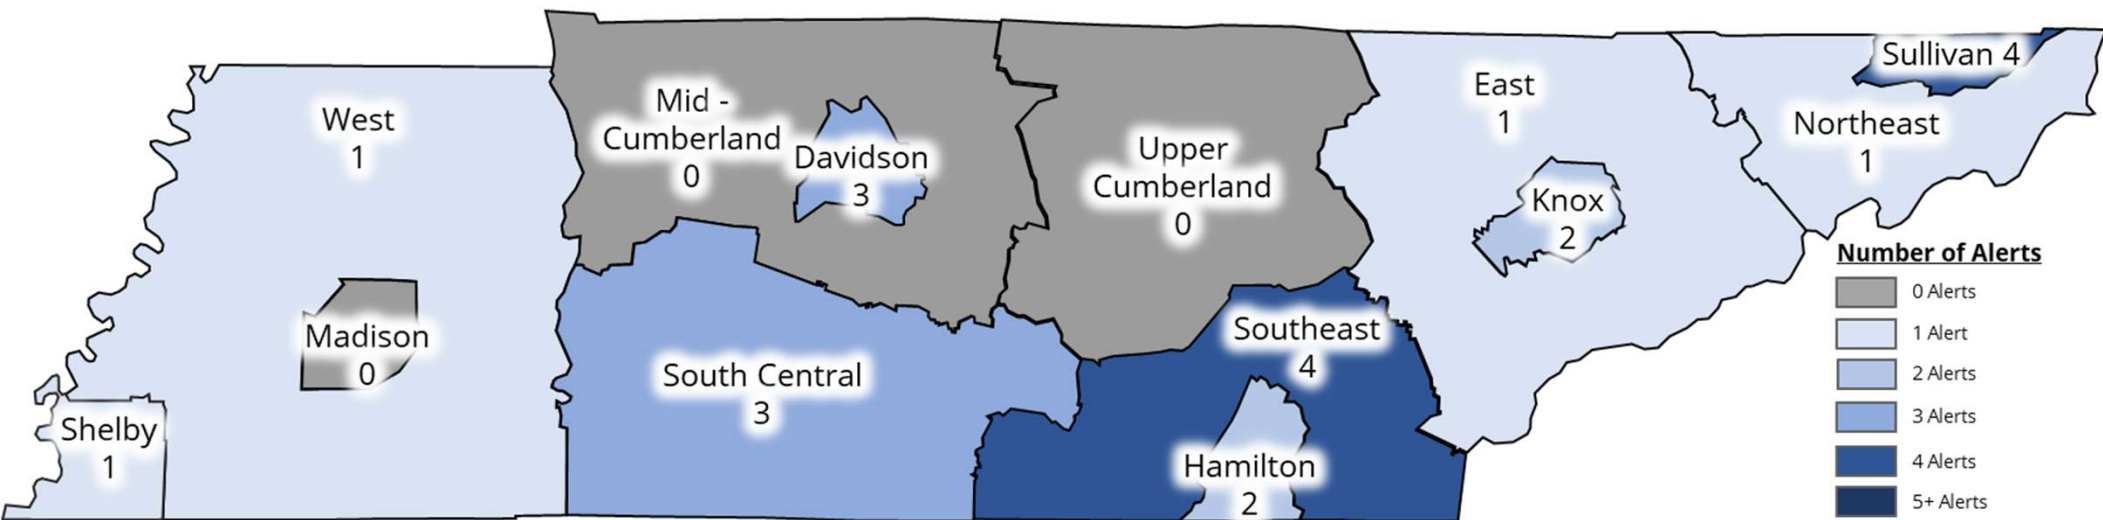 West
1
Madison
0
Shelby
1
Mid -
Cumberland
0
Davidson
3
South Central
3
Upper
Cumberland
0
Southeast
4
Hamilton
2
East
1
Knox
2
Sullivan 4
Northeast
1
Number of Alerts
0 Alerts
1 Alert
2 Alerts
3 Alerts
4 Alerts
5+ Alerts